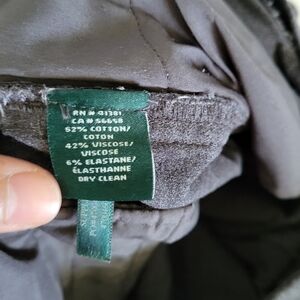 RN # 41381
CA # 56658
52% COTTON/
COTON
42% VISCOSE/
VISCOSE
6% ELASTANE/
ÉLASTHANNE
DRY CLEAN